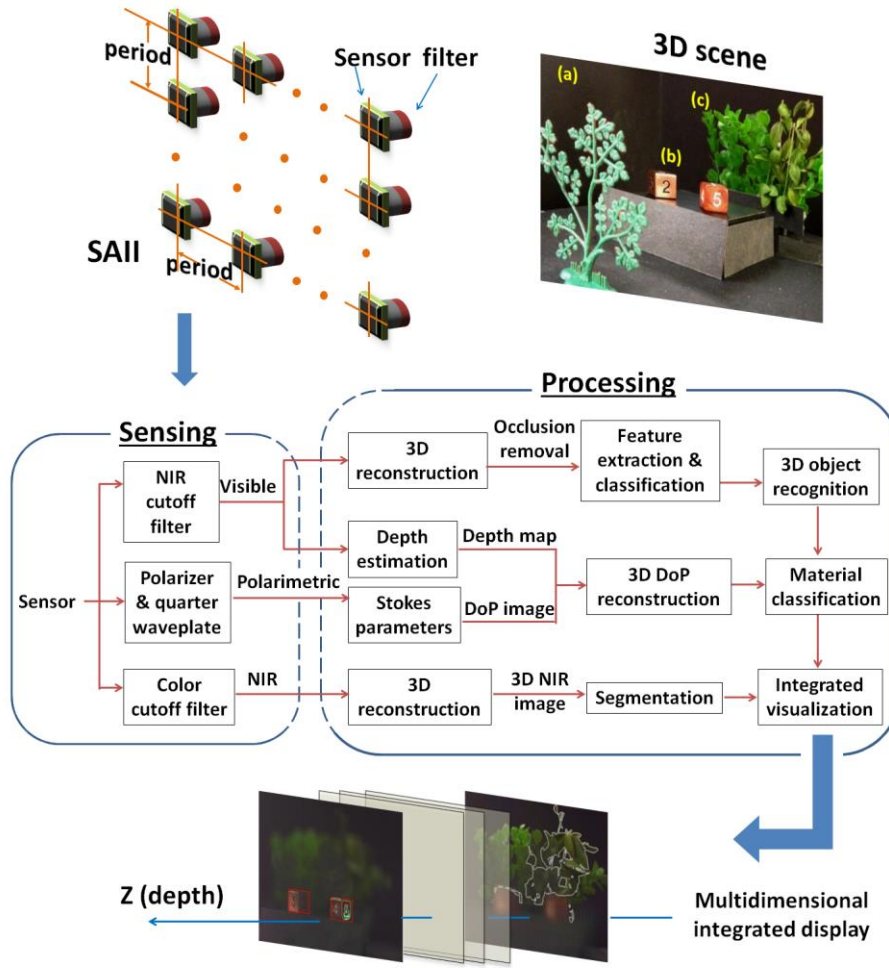 period
Sensor filter
SAII
period
3D scene
(a)
(b)
(c)
2
5
Sensing
Sensor
NIR
cutoff
filter
Visible
Polarizer
& quarter
waveplate
Polarimetric
Color
cutoff filter
NIR
Processing
3D
reconstruction
Occlusion
removal
Feature
extraction &
classification
3D object
recognition
Depth
estimation
Depth map
Stokes
parameters
DoP image
3D DoP
reconstruction
Material
classification
3D
reconstruction
3D NIR
image
Segmentation
Integrated
visualization
Z (depth)
Multidimensional
integrated display